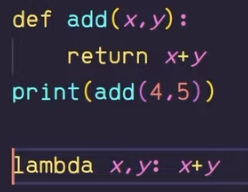 def add(x,y):
    return x+y
print(add(4,5))
lambda x,y: x+y